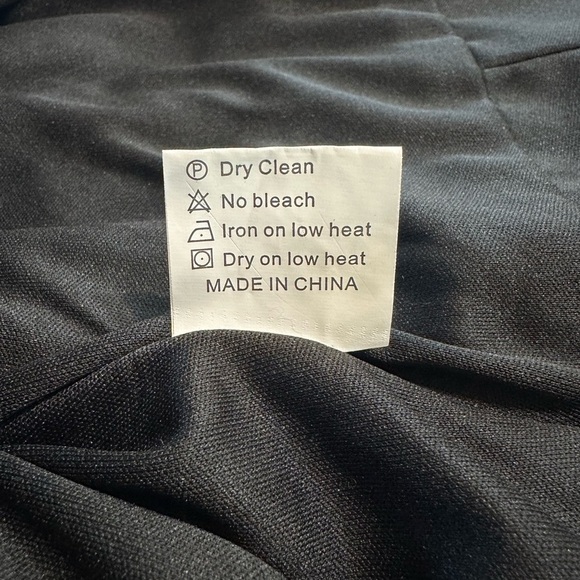 P Dry Clean
No bleach
Iron on low heat
Dry on low heat
MADE IN CHINA